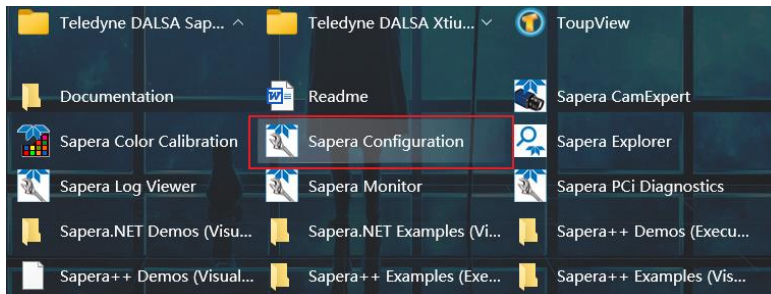 Teledyne DALSA Sap... Teledyne DALSA Xtiu... ToupView
Documentation Readme Sapera CamExpert
Sapera Color Calibration Sapera Configuration Sapera Explorer
Sapera Log Viewer Sapera Monitor Sapera PCi Diagnostics
Sapera.NET Demos (Visu... Sapera.NET Examples (Vi... Sapera++ Demos (Execu...
Sapera++ Demos (Visual... Sapera++ Examples (Exe... Sapera++ Examples (Vis...